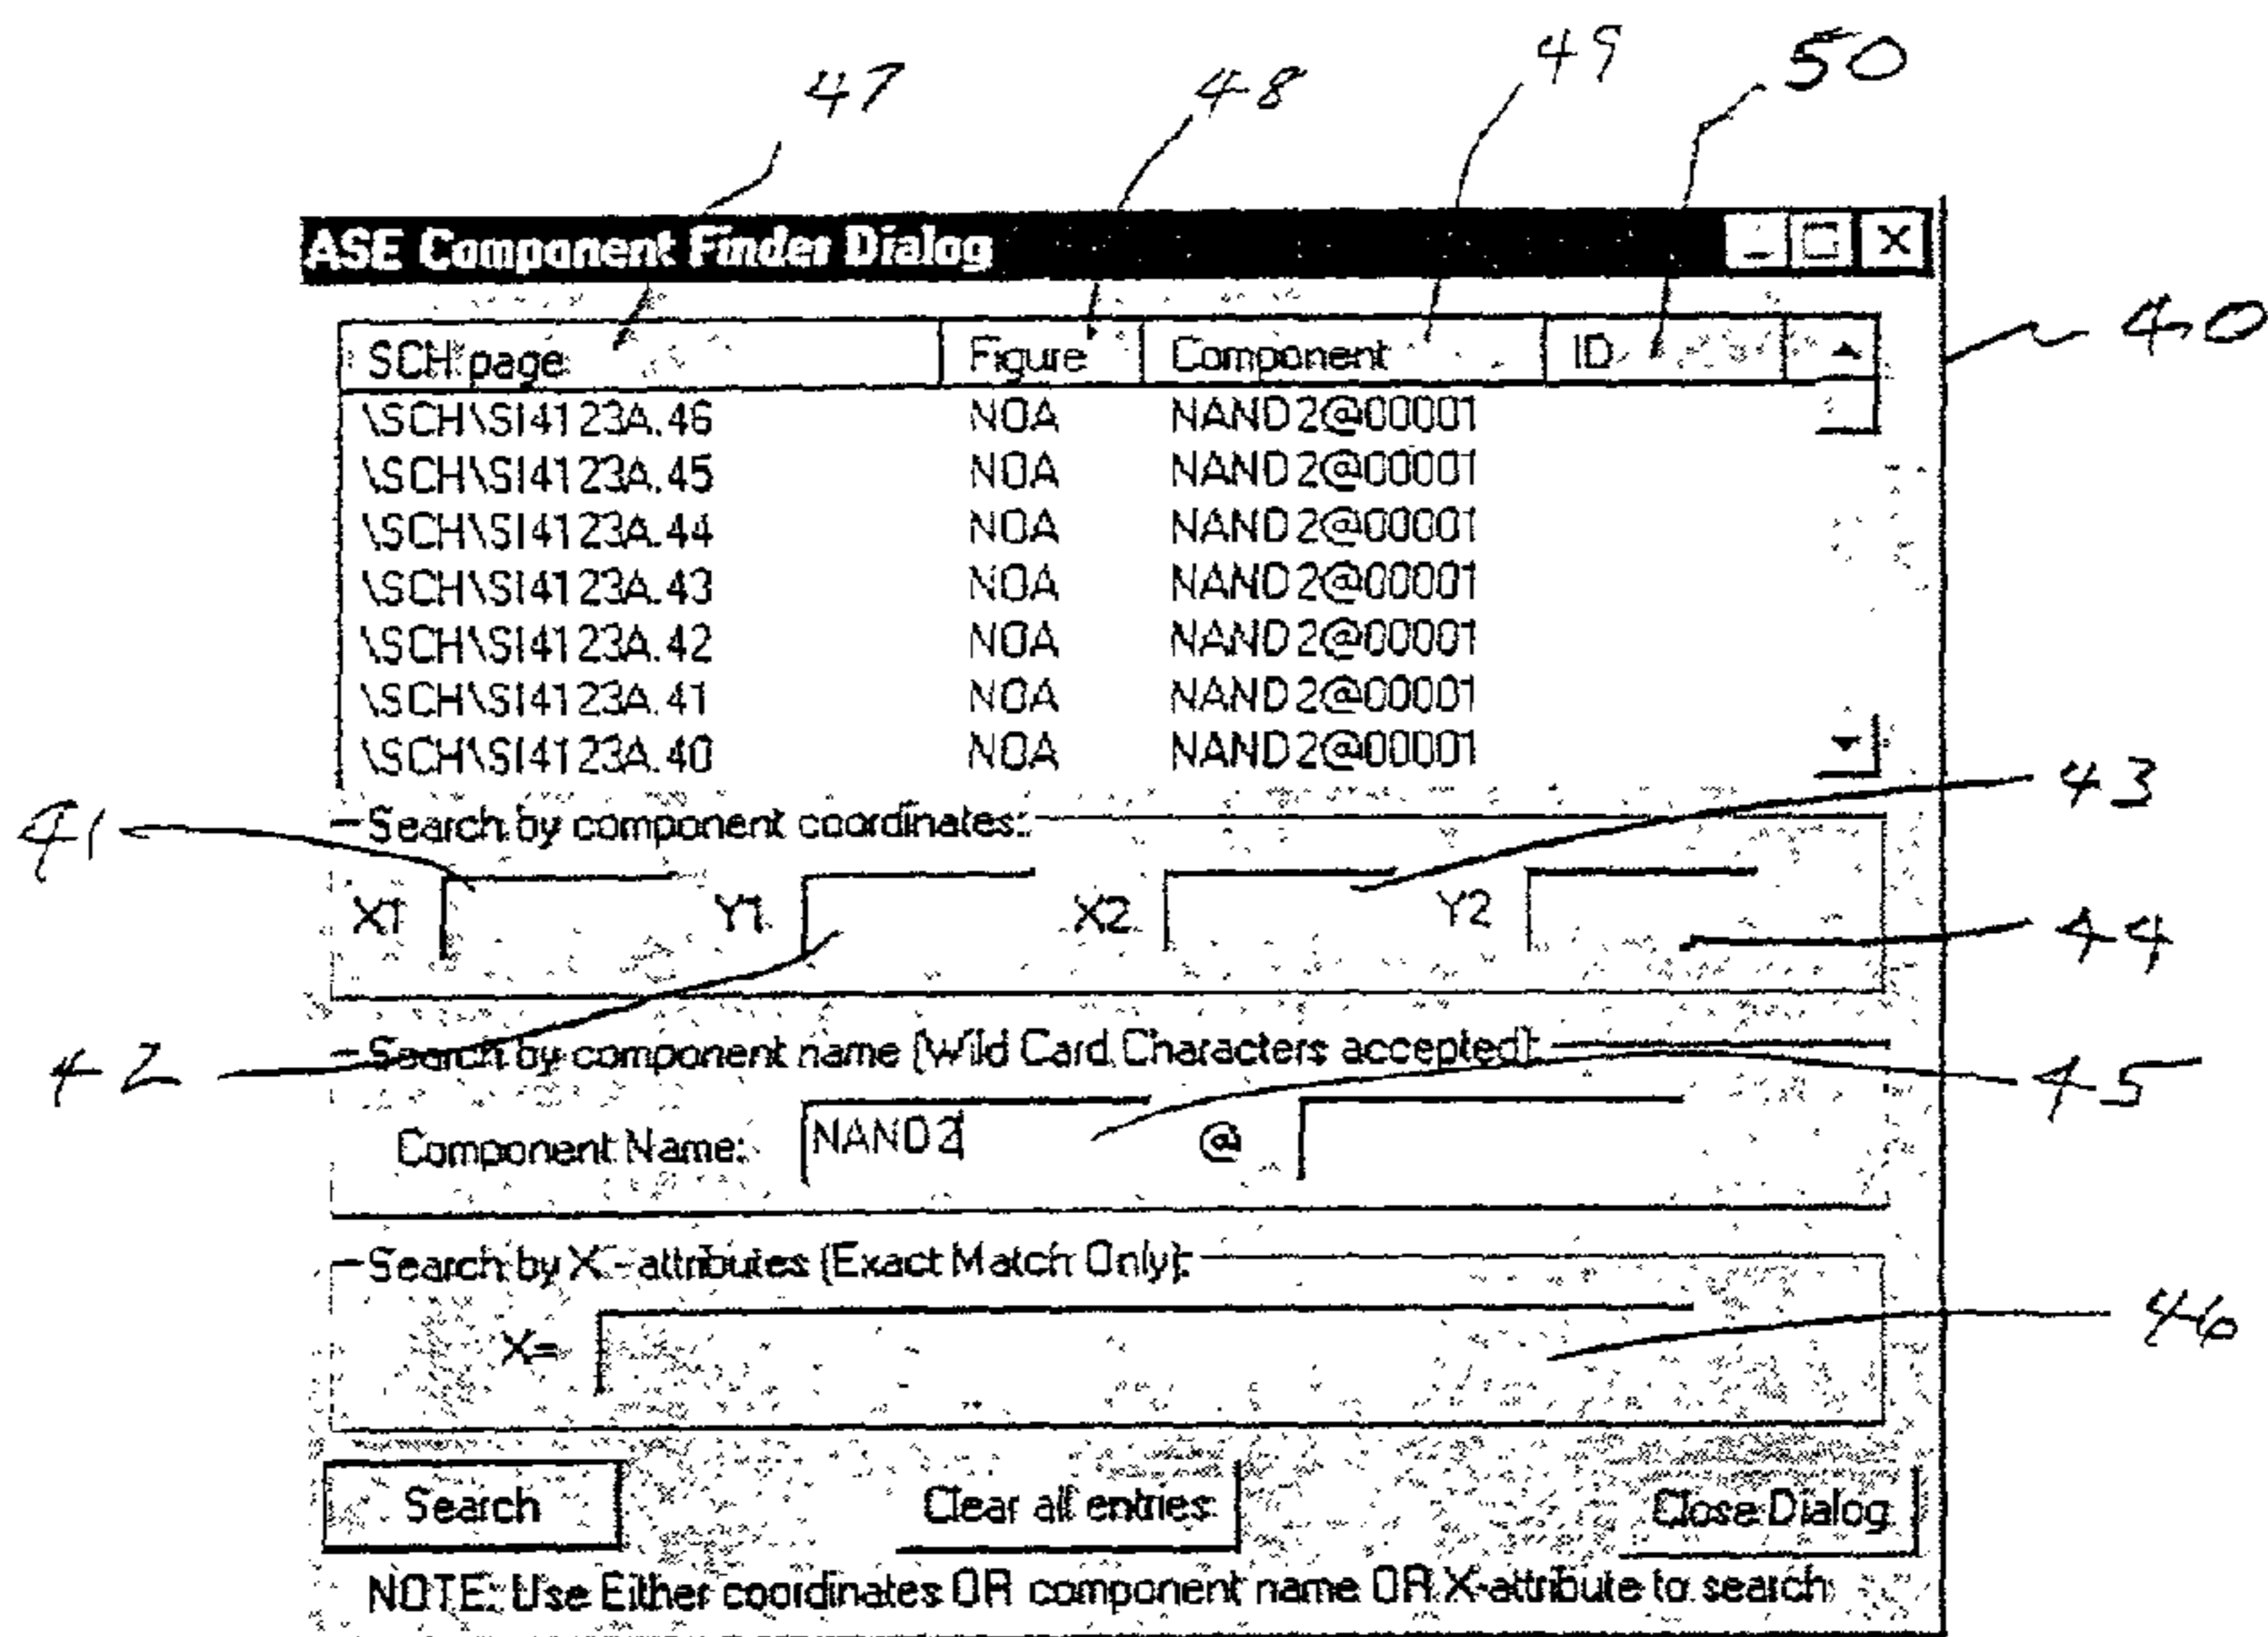 47 48 49 50
ASE Component Finder Dialog
40
SCH page Figure Component ID
\SCH\SI4123A.46 NOA NAND2@00001
\SCH\SI4123A.45 NOA NAND2@00001
\SCH\SI4123A.44 NOA NAND2@00001
\SCH\SI4123A.43 NOA NAND2@00001
\SCH\SI4123A.42 NOA NAND2@00001
\SCH\SI4123A.41 NOA NAND2@00001
\SCH\SI4123A.40 NOA NAND2@00001
43
41 Search by component coordinates:
X1 Y1 X2 Y2
44
42 Search by component name (Wild Card Characters accepted):
45
Component Name: NAND2 @
Search by X - attributes (Exact Match Only):
X= 46
Search Clear all entries Close Dialog
NOTE: Use Either coordinates OR component name OR X-attribute to search